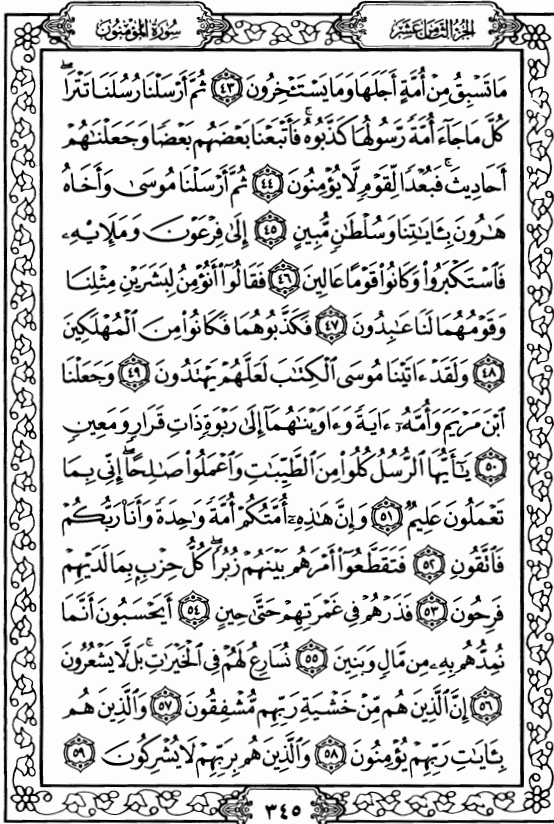 الجزء الثامن عشر
سورة المؤمنون
مَا تَسْبِقُ مِنْ أُمَّةٍ أَجَلَهَا وَمَا يَسْتَـْٔخِرُونَ ٤٣ ثُمَّ أَرْسَلْنَا رُسُلَنَا تَتْرَا ۖ
كُلَّ مَا جَآءَ أُمَّةً رَّسُولُهَا كَذَّبُوهُ ۚ فَأَتْبَعْنَا بَعْضَهُم بَعْضًا وَجَعَلْنَٰهُمْ
أَحَادِيثَ ۚ فَبُعْدًا لِّقَوْمٍ لَّا يُؤْمِنُونَ ٤٤ ثُمَّ أَرْسَلْنَا مُوسَىٰ وَأَخَاهُ
هَٰرُونَ بِـَٔايَٰتِنَا وَسُلْطَٰنٍ مُّبِينٍ ٤٥ إِلَىٰ فِرْعَوْنَ وَمَلَإِي۟هِۦ
فَٱسْتَكْبَرُوا۟ وَكَانُوا۟ قَوْمًا عَالِينَ ٤٦ فَقَالُوٓا۟ أَنُؤْمِنُ لِبَشَرَيْنِ مِثْلِنَا
وَقَوْمُهُمَا لَنَا عَٰبِدُونَ ٤٧ فَكَذَّبُوهُمَا فَكَانُوا۟ مِنَ ٱلْمُهْلَكِينَ
٤٨ وَلَقَدْ ءَاتَيْنَا مُوسَى ٱلْكِتَٰبَ لَعَلَّهُمْ يَهْتَدُونَ ٤٩ وَجَعَلْنَا
ٱبْنَ مَرْيَمَ وَأُمَّهُۥٓ ءَايَةً وَءَاوَيْنَٰهُمَآ إِلَىٰ رَبْوَةٍ ذَاتِ قَرَارٍ وَمَعِينٍ
٥٠ يَٰٓأَيُّهَا ٱلرُّسُلُ كُلُوا۟ مِنَ ٱلطَّيِّبَٰتِ وَٱعْمَلُوا۟ صَٰلِحًا ۖ إِنِّى بِمَا
تَعْمَلُونَ عَلِيمٌ ٥١ وَإِنَّ هَٰذِهِۦٓ أُمَّتُكُمْ أُمَّةً وَٰحِدَةً وَأَنَا۠ رَبُّكُمْ
فَٱتَّقُونِ ٥٢ فَتَقَطَّعُوٓا۟ أَمْرَهُم بَيْنَهُمْ زُبُرًا ۖ كُلُّ حِزْبٍۭ بِمَا لَدَيْهِمْ
فَرِحُونَ ٥٣ فَذَرْهُمْ فِى غَمْرَتِهِمْ حَتَّىٰ حِينٍ ٥٤ أَيَحْسَبُونَ أَنَّمَا
نُمِدُّهُم بِهِۦ مِن مَّالٍ وَبَنِينَ ٥٥ نُسَارِعُ لَهُمْ فِى ٱلْخَيْرَٰتِ ۚ بَل لَّا يَشْعُرُونَ
٥٦ إِنَّ ٱلَّذِينَ هُم مِّنْ خَشْيَةِ رَبِّهِم مُّشْفِقُونَ ٥٧ وَٱلَّذِينَ هُم
بِـَٔايَٰتِ رَبِّهِمْ يُؤْمِنُونَ ٥٨ وَٱلَّذِينَ هُم بِرَبِّهِمْ لَا يُشْرِكُونَ ٥٩
٣٤٥